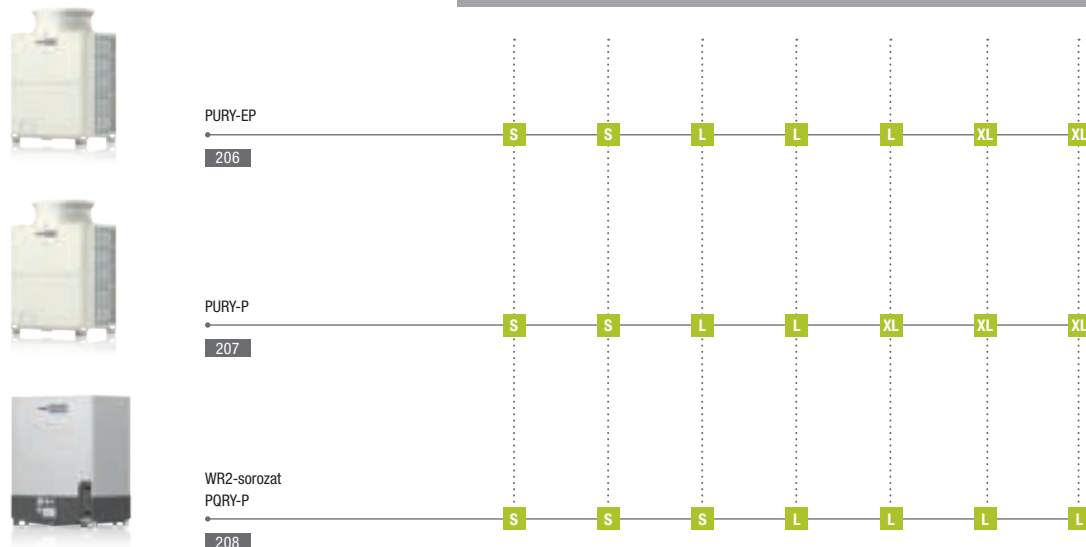 PURY-EP
S S L L L XL XL
206
PURY-P
S S L L XL XL XL
207
WR2-sorozat
PQRY-P
S S S L L L L
208